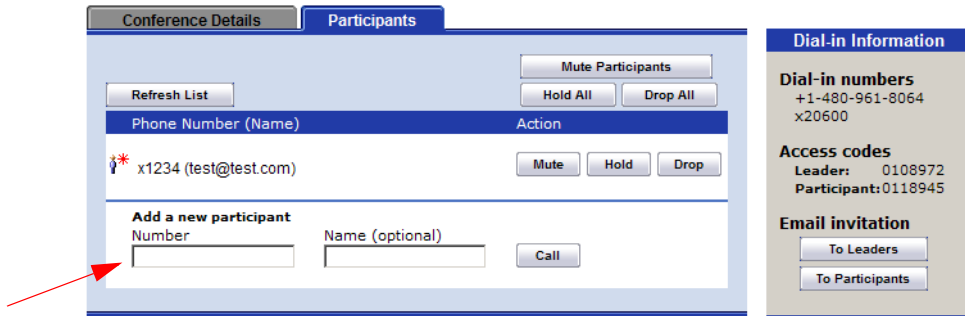 Conference Details
Participants
Mute Participants
Refresh List
Hold All
Drop All
Phone Number (Name)
Action
x1234 (test@test.com)
Mute
Hold
Drop
Add a new participant
Number
Name (optional)
Call
Dial-in Information
Dial-in numbers
+1-480-961-8064
x20600
Access codes
Leader: 0108972
Participant: 0118945
Email invitation
To Leaders
To Participants